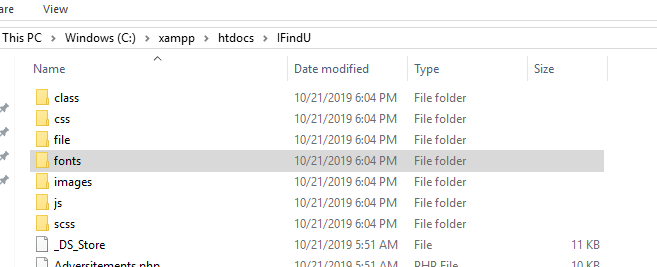 are View
This PC > Windows (C:) > xampp > htdocs > IFindU
Name Date modified Type Size
class 10/21/2019 6:04 PM File folder
css 10/21/2019 6:04 PM File folder
file 10/21/2019 6:04 PM File folder
fonts 10/21/2019 6:04 PM File folder
images 10/21/2019 6:04 PM File folder
js 10/21/2019 6:04 PM File folder
scss 10/21/2019 6:04 PM File folder
_DS_Store 10/21/2019 5:51 AM File 11 KB
Adversitements.php 10/21/2019 5:51 AM PHP File 10 KB